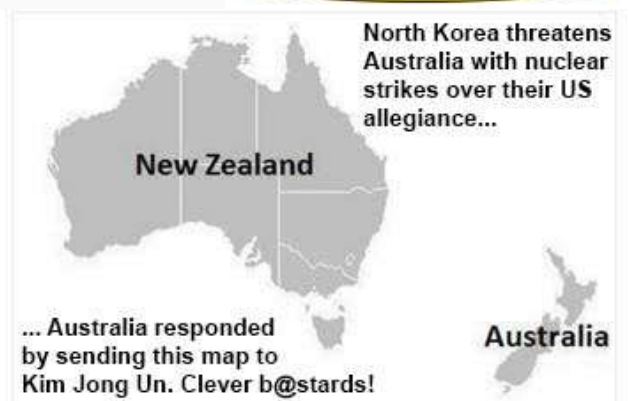 North Korea threatens
Australia with nuclear
strikes over their US
allegiance...
New Zealand
Australia
... Australia responded
by sending this map to
Kim Jong Un. Clever b@stards!